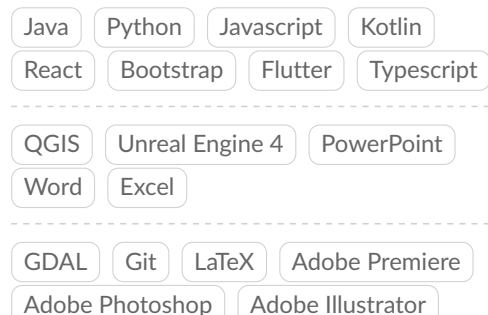 Java Python Javascript Kotlin
React Bootstrap Flutter Typescript
QGIS Unreal Engine 4 PowerPoint
Word Excel
GDAL Git LaTeX Adobe Premiere
Adobe Photoshop Adobe Illustrator